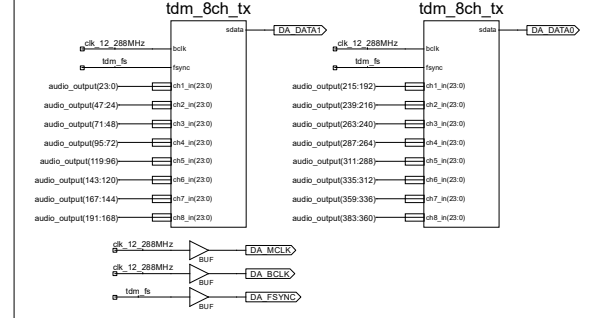 tdm_8ch_tx
sdata DA_DATA1
clk_12_288MHz bclk
tdm_fs fsync
audio_output(23:0) ch1_in(23:0)
audio_output(47:24) ch2_in(23:0)
audio_output(71:48) ch3_in(23:0)
audio_output(95:72) ch4_in(23:0)
audio_output(119:96) ch5_in(23:0)
audio_output(143:120) ch6_in(23:0)
audio_output(167:144) ch7_in(23:0)
audio_output(191:168) ch8_in(23:0)
tdm_8ch_tx
sdata DA_DATA0
clk_12_288MHz bclk
tdm_fs fsync
audio_output(215:192) ch1_in(23:0)
audio_output(239:216) ch2_in(23:0)
audio_output(263:240) ch3_in(23:0)
audio_output(287:264) ch4_in(23:0)
audio_output(311:288) ch5_in(23:0)
audio_output(335:312) ch6_in(23:0)
audio_output(359:336) ch7_in(23:0)
audio_output(383:360) ch8_in(23:0)
clk_12_288MHz DA_MCLK
BUF
clk_12_288MHz DA_BCLK
BUF
tdm_fs DA_FSYNC
BUF